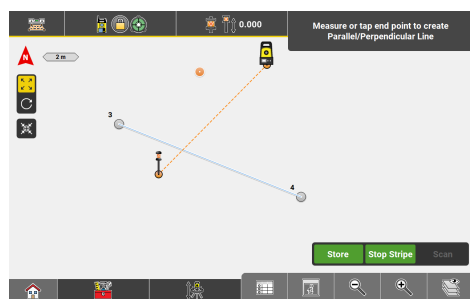 0.000
Measure or tap end point to create
Parallel/Perpendicular Line
N
2 m
3
4
Store
Stop Stripe
Scan